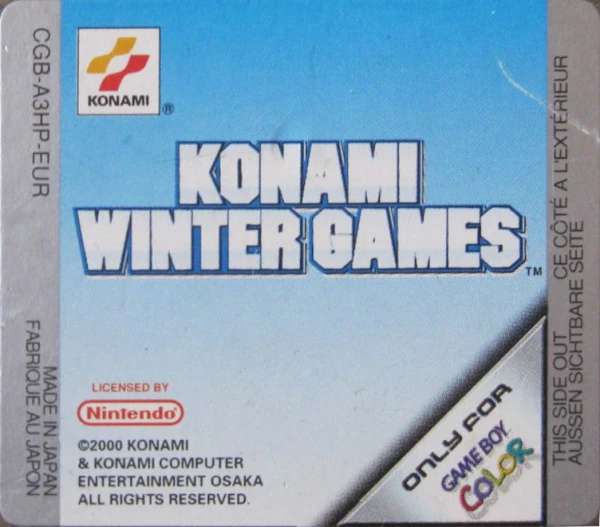 CGB-A3HP-EUR
KONAMI
®
KONAMI
WINTER GAMES
TM
LICENSED BY
Nintendo
©2000 KONAMI
& KONAMI COMPUTER
ENTERTAINMENT OSAKA
ALL RIGHTS RESERVED.
MADE IN JAPAN
FABRIQUE AU JAPON
ONLY FOR
GAME BOY
COLOR
THIS SIDE OUT CE CÔTÉ A L'EXTÉRIEUR
AUSSEN SICHTBARE SEITE